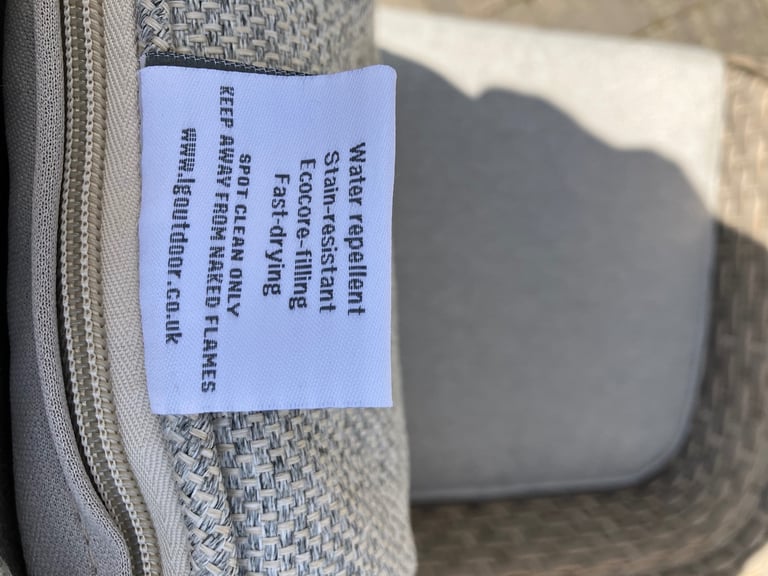 Water repellent
Stain-resistant
Ecocore-filling
Fast-drying
SPOT CLEAN ONLY
KEEP AWAY FROM NAKED FLAMES
www.lgoutdoor.co.uk